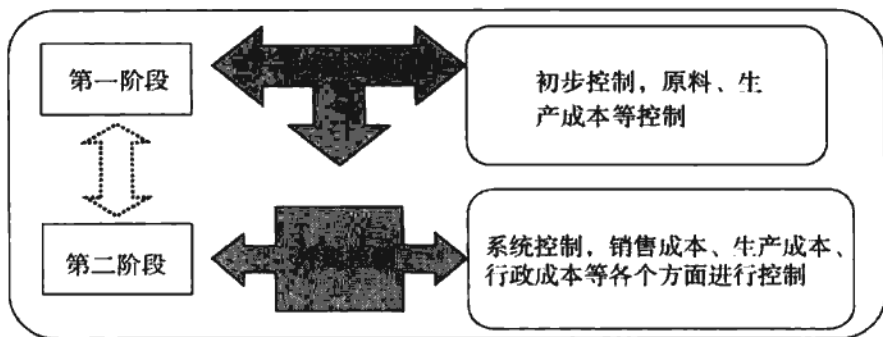 第一阶段
初步控制，原料、生
产成本等控制
第二阶段
系统控制，销售成本、生产成本、
行政成本等各个方面进行控制